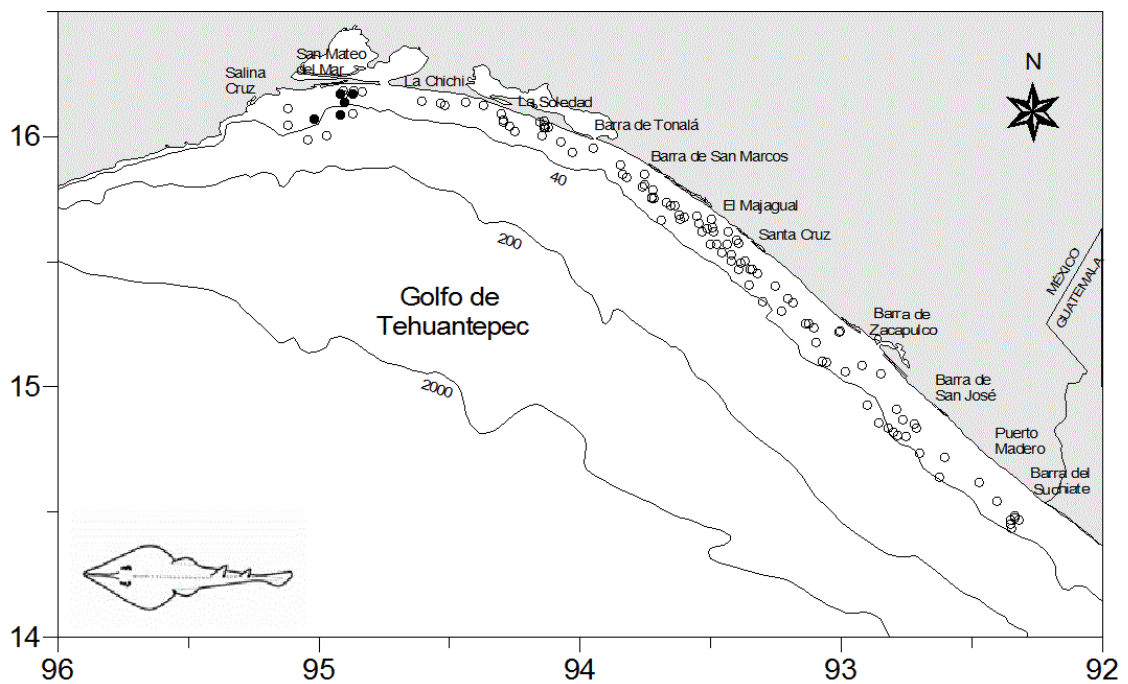 San Mateo
del Mar
Salina
Cruz
La Chichi
La Soledad
N
16
Barra de Tonalá
Barra de San Marcos
40
El Majagual
Santa Cruz
200
MÉXICO
GUATEMALA
Golfo de
Tehuantepec
Barra de
Zacapulco
15
2000
Barra de
San José
Puerto
Madero
Barra del
Suchiate
14
96
95
94
93
92